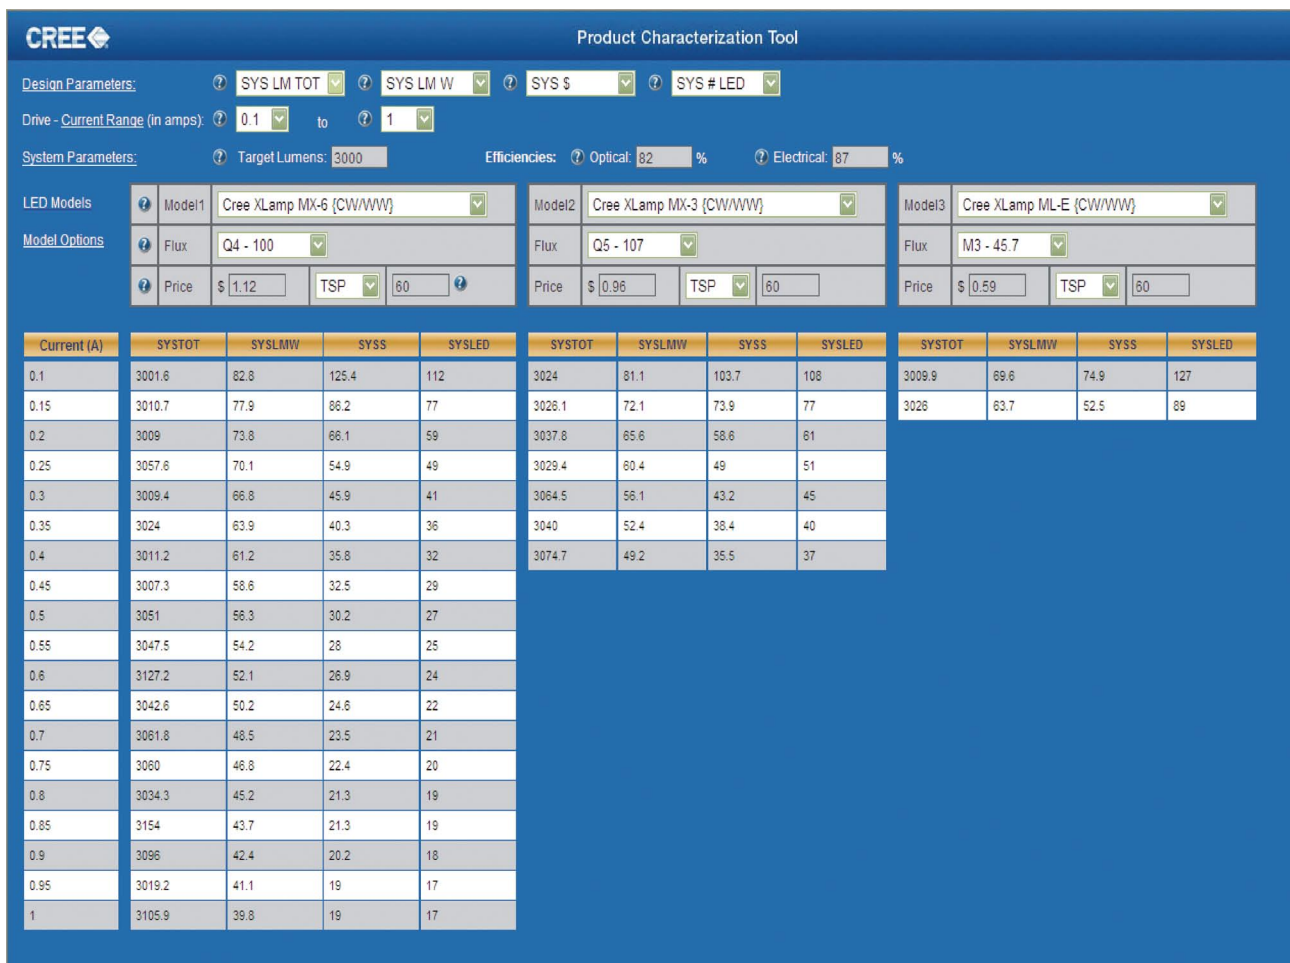 CREE
Product Characterization Tool
Design Parameters: SYS LM TOT SYS LM W SYS $ SYS # LED
Drive - Current Range (in amps): 0.1 to 1
System Parameters: Target Lumens: 3000 Efficiencies: Optical: 82 % Electrical: 87 %
LED Models Model1 Cree XLamp MX-6 {CW/WW} Model2 Cree XLamp MX-3 {CW/WW} Model3 Cree XLamp ML-E {CW/WW}
Model Options Flux Q4 - 100 Flux Q5 - 107 Flux M3 - 45.7
Price $ 1.12 TSP 60 Price $ 0.96 TSP 60 Price $ 0.59 TSP 60
Current (A) SYSTOT SYSLMW SYSS SYSLED SYSTOT SYSLMW SYSS SYSLED SYSTOT SYSLMW SYSS SYSLED
0.1 3001.6 82.8 125.4 112 3024 81.1 103.7 108 3009.9 69.6 74.9 127
0.15 3010.7 77.9 86.2 77 3026.1 72.1 73.9 77 3026 63.7 52.5 89
0.2 3009 73.8 66.1 59 3037.8 65.6 58.6 61
0.25 3057.6 70.1 54.9 49 3029.4 60.4 49 51
0.3 3009.4 66.8 45.9 41 3064.5 56.1 43.2 45
0.35 3024 63.9 40.3 36 3040 52.4 38.4 40
0.4 3011.2 61.2 35.8 32 3074.7 49.2 35.5 37
0.45 3007.3 58.6 32.5 29
0.5 3051 56.3 30.2 27
0.55 3047.5 54.2 28 25
0.6 3127.2 52.1 26.9 24
0.65 3042.6 50.2 24.6 22
0.7 3061.8 48.5 23.5 21
0.75 3060 46.8 22.4 20
0.8 3034.3 45.2 21.3 19
0.85 3154 43.7 21.3 19
0.9 3096 42.4 20.2 18
0.95 3019.2 41.1 19 17
1 3105.9 39.8 19 17